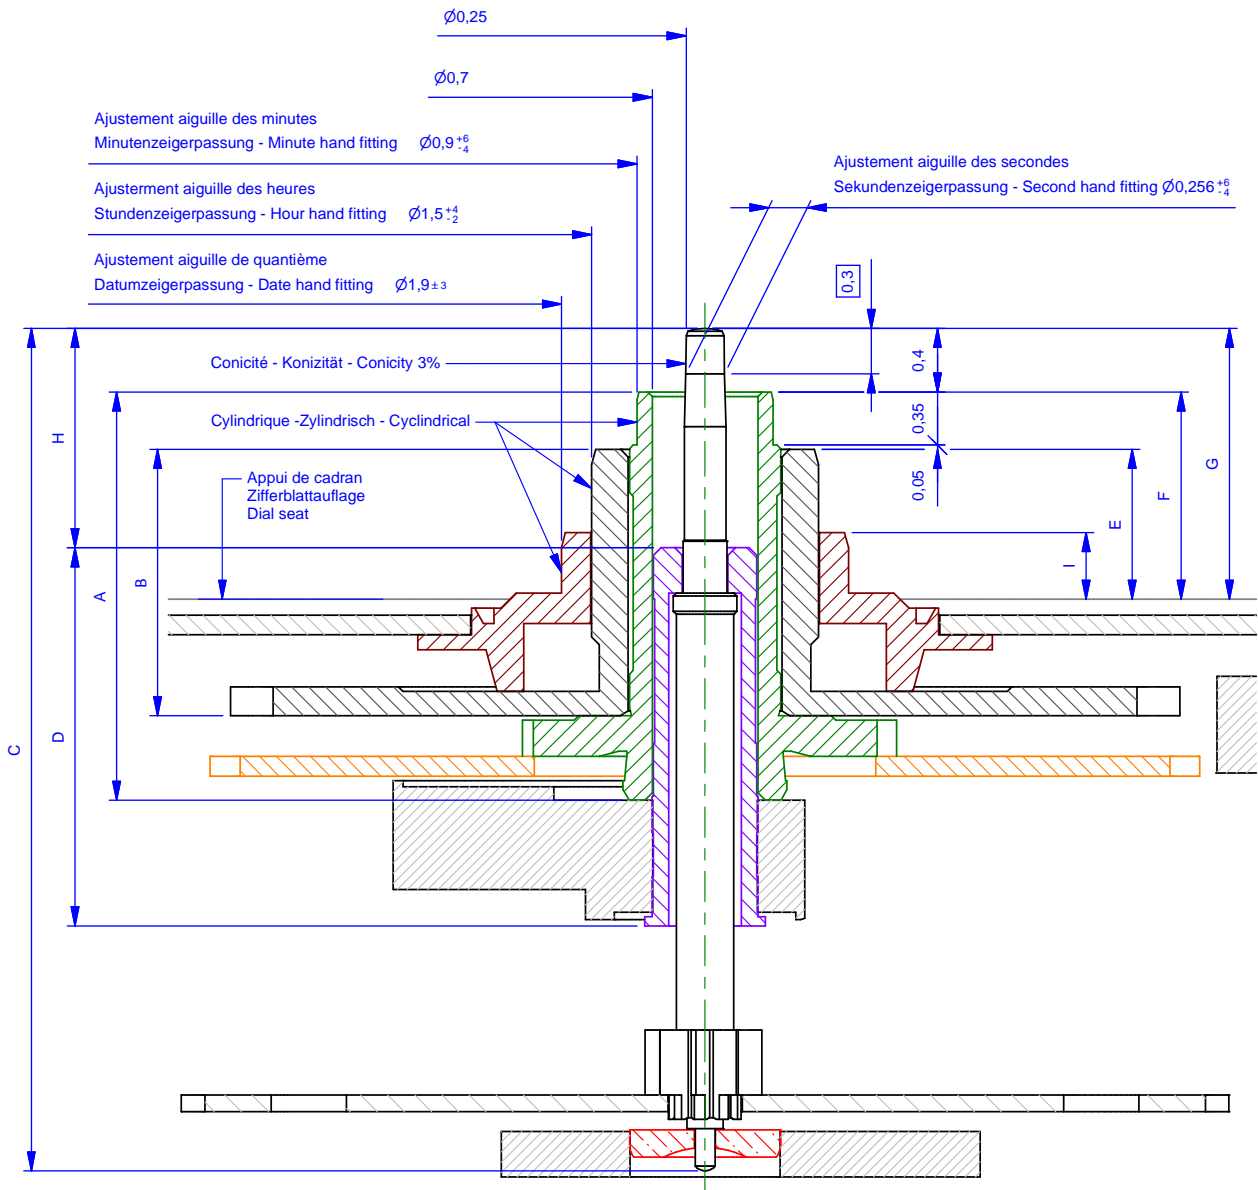 Ø0,25
Ø0,7
Ajustement aiguille des minutes
Minutenzeigerpassung - Minute hand fitting Ø0,9 +6 -4
Ajusterment aiguille des heures
Stundenzeigerpassung - Hour hand fitting Ø1,5 +4 -2
Ajustement aiguille de quantième
Datumzeigerpassung - Date hand fitting Ø1,9 ± 3
Ajustement aiguille des secondes
Sekundenzeigerpassung - Second hand fitting Ø0,256 +6 -4
0,3
Conicité - Konizität - Conicity 3%
Cylindrique -Zylindrisch - Cyclindrical
Appui de cadran
Zifferblattauflage
Dial seat
0,4
0,35
0,05
H
A
B
D
C
I
E
F
G